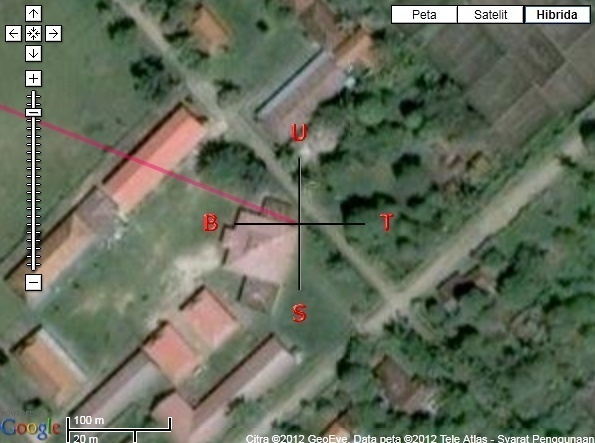 Peta Satelit Hibrida
U
B T
S
100 m
20 m
Google
Citra ©2012 GeoEye, Data peta ©2012 Tele Atlas - Syarat Penggunaan